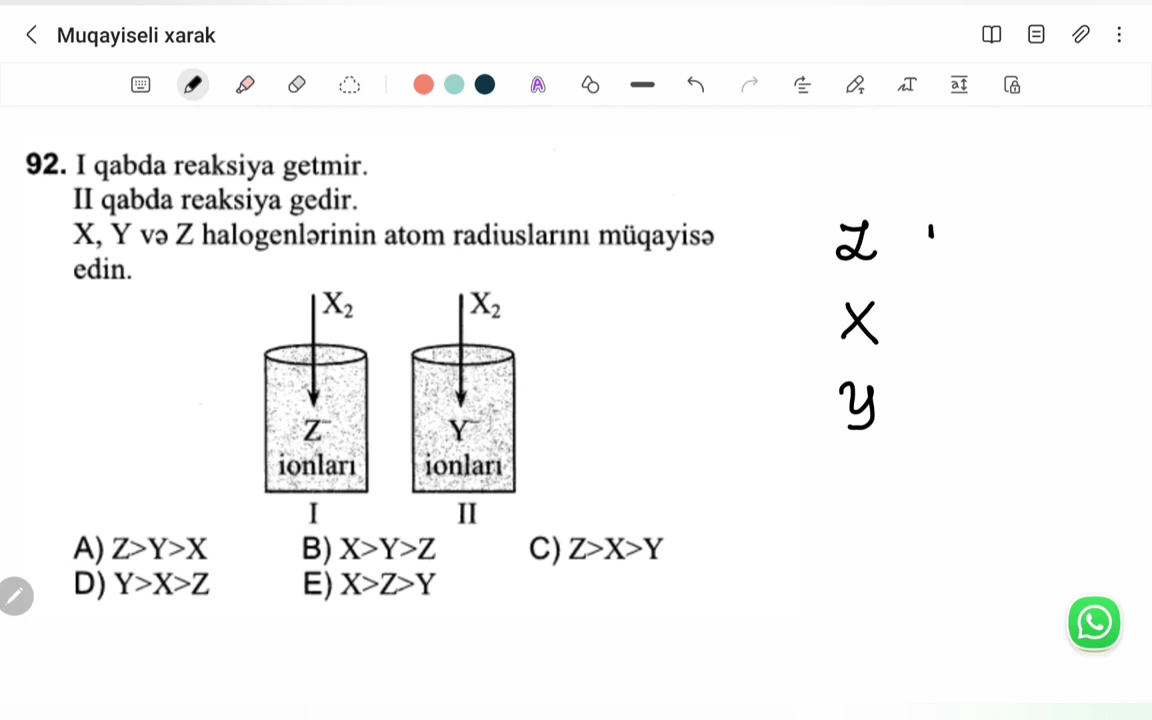 Muqayiseli xarak
92. I qabda reaksiya getmir.
II qabda reaksiya gedir.
X, Y və Z halogenlərinin atom radiuslarını müqayisə
edin.
X₂ X₂
Z⁻ Y⁻
ionları ionları
I II
A) Z>Y>X B) X>Y>Z C) Z>X>Y
D) Y>X>Z E) X>Z>Y
Z
X
Y